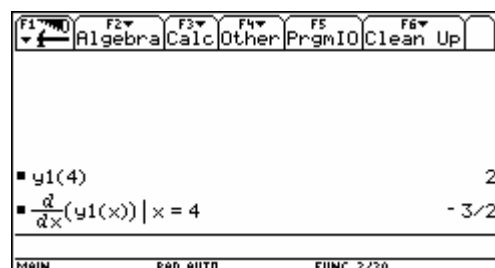 F1 F2 F3 F4 F5 F6
Algebra Calc Other PrgmIO Clean Up
y1(4) 2
d/dx(y1(x)) | x = 4 -3/2
MAIN RAD AUTO FUNC 2/30